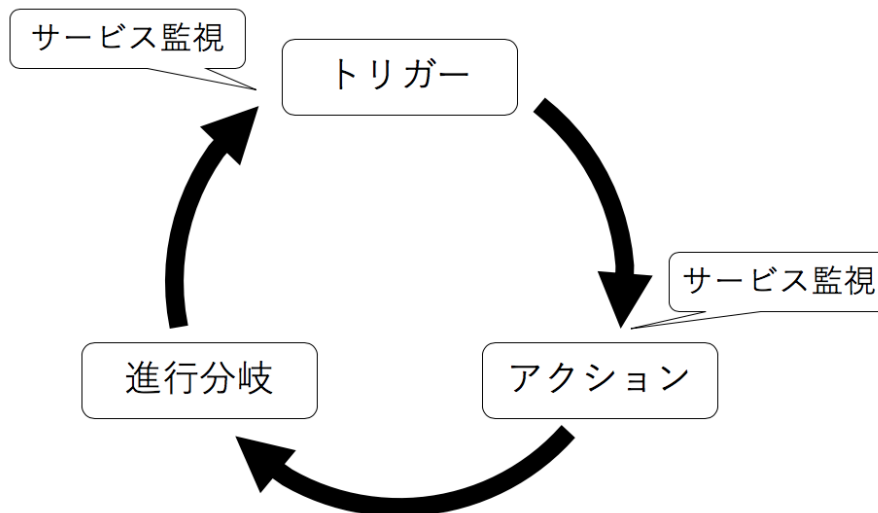 サービス監視
トリガー
サービス監視
進行分岐
アクション